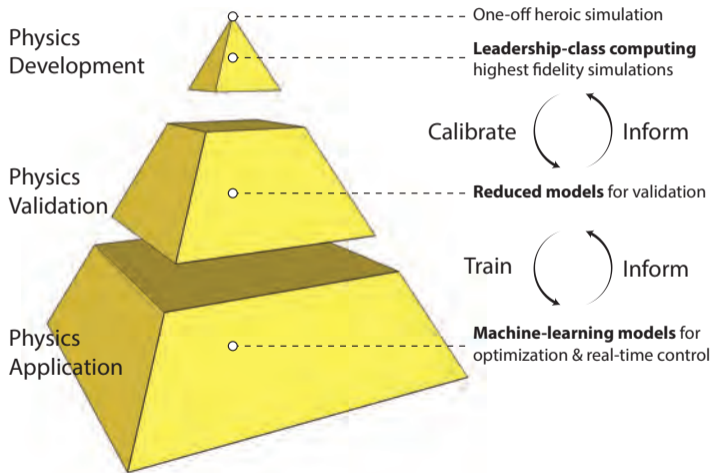 One-off heroic simulation
Physics
Development
Leadership-class computing
highest fidelity simulations
Calibrate
Inform
Physics
Validation
Reduced models for validation
Train
Inform
Physics
Application
Machine-learning models for
optimization & real-time control